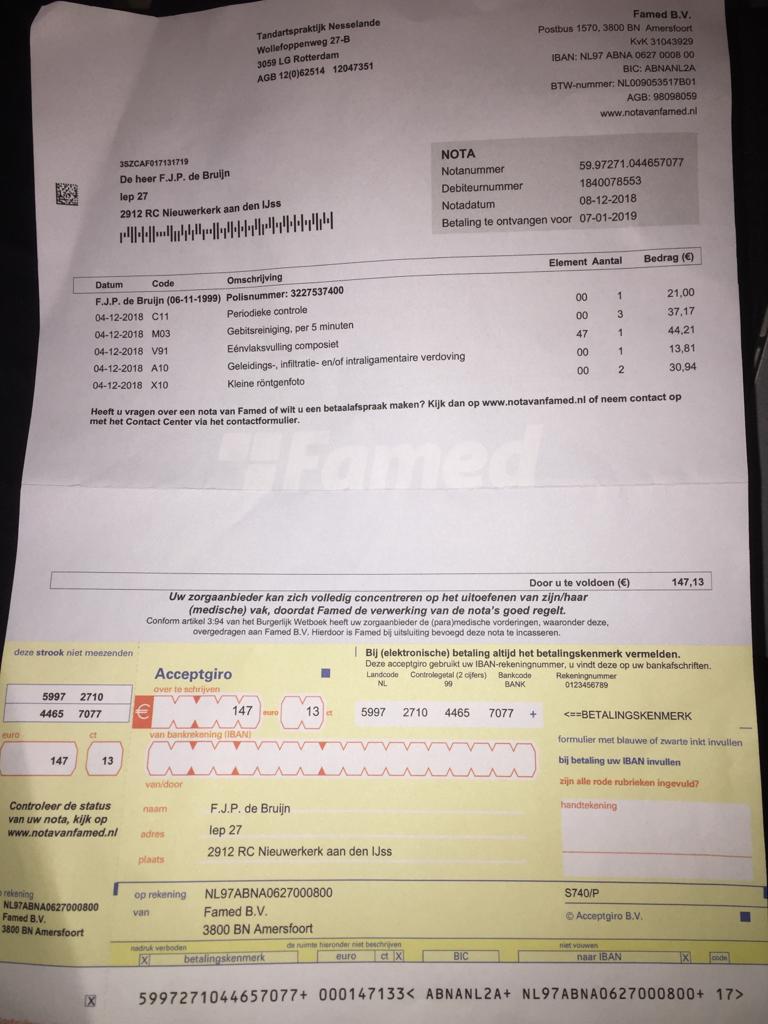 Tandartspraktijk Nesselande
Wollefoppenweg 27-B
3059 LG Rotterdam
AGB 12(0)62514 12047351
Famed B.V.
Postbus 1570, 3800 BN Amersfoort
KvK 31043929
IBAN: NL97 ABNA 0627 0008 00
BIC: ABNANL2A
BTW-nummer: NL009053517B01
AGB: 98098059
www.notavanfamed.nl
3SZCAF017131719
De heer F.J.P. de Bruijn
Iep 27
2912 RC Nieuwerkerk aan den IJss
NOTA
Notanummer 59.97271.044657077
Debiteurnummer 1840078553
Notadatum 08-12-2018
Betaling te ontvangen voor 07-01-2019
Datum Code Omschrijving Element Aantal Bedrag (€)
F.J.P. de Bruijn (06-11-1999) Polisnummer: 3227537400
04-12-2018 C11 Periodieke controle 00 1 21,00
04-12-2018 M03 Gebitsreiniging, per 5 minuten 00 3 37,17
04-12-2018 V91 Eénvlaksvulling composiet 47 1 44,21
04-12-2018 A10 Geleidings-, infiltratie- en/of intraligamentaire verdoving 00 1 13,81
04-12-2018 X10 Kleine röntgenfoto 00 2 30,94
Heeft u vragen over een nota van Famed of wilt u een betaalafspraak maken? Kijk dan op www.notavanfamed.nl of neem contact op
met het Contact Center via het contactformulier.
Famed
Door u te voldoen (€) 147,13
Uw zorgaanbieder kan zich volledig concentreren op het uitoefenen van zijn/haar
(medische) vak, doordat Famed de verwerking van de nota's goed regelt.
Conform artikel 3:94 van het Burgerlijk Wetboek heeft uw zorgaanbieder de (para)medische vorderingen, waaronder deze,
overgedragen aan Famed B.V. Hierdoor is Famed bij uitsluiting bevoegd deze nota te incasseren.
deze strook niet meezenden
5997 2710
4465 7077
euro ct
147 13
Controleer de status
van uw nota, kijk op
www.notavanfamed.nl
rekening
NL97ABNA0627000800
Famed B.V.
3800 BN Amersfoort
Acceptgiro
over te schrijven
€ 147 euro 13 ct
Bij (elektronische) betaling altijd het betalingskenmerk vermelden.
Deze acceptgiro gebruikt uw IBAN-rekeningnummer, u vindt deze op uw bankafschriften.
Landcode Controlegetal (2 cijfers) Bankcode Rekeningnummer
NL 99 BANK 0123456789
5997 2710 4465 7077 + <==BETALINGSKENMERK
van bankrekening (IBAN)
formulier met blauwe of zwarte inkt invullen
bij betaling uw IBAN invullen
zijn alle rode rubrieken ingevuld?
van/door
handtekening
naam F.J.P. de Bruijn
adres Iep 27
plaats 2912 RC Nieuwerkerk aan den IJss
op rekening NL97ABNA0627000800 S740/P
van Famed B.V. © Acceptgiro B.V.
3800 BN Amersfoort
nadruk verboden de ruimte hieronder niet beschrijven niet vouwen
X betalingskenmerk euro ct X BIC naar IBAN X code
X 5997271044657077+ 000147133< ABNANL2A+ NL97ABNA0627000800+ 17>